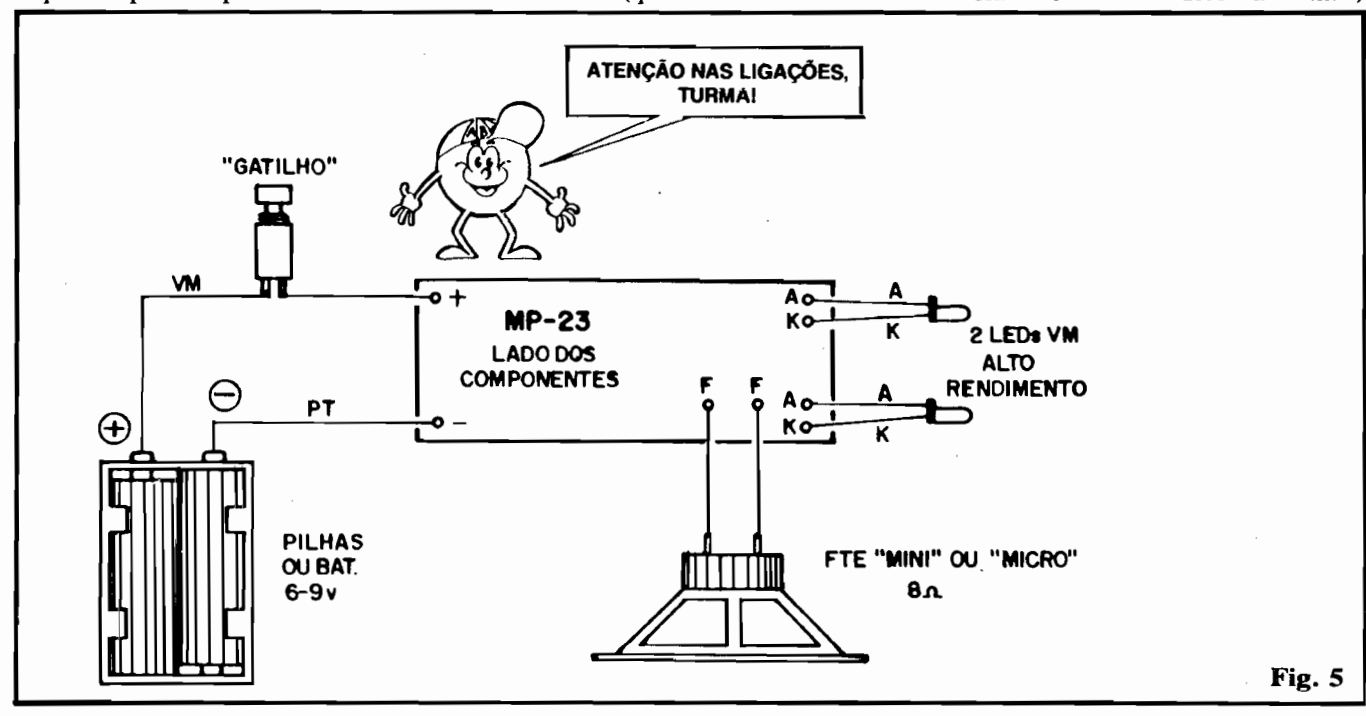 ATENÇÃO NAS LIGAÇÕES,
TURMA!
ABV
"GATILHO"
VM
+
MP-23
LADO DOS
COMPONENTES
A A
K K
2 LEDs VM
ALTO
RENDIMENTO
F F
A A
K K
+
−
PT
-
PILHAS
OU BAT.
6-9v
FTE "MINI" OU "MICRO"
8Ω
Fig. 5